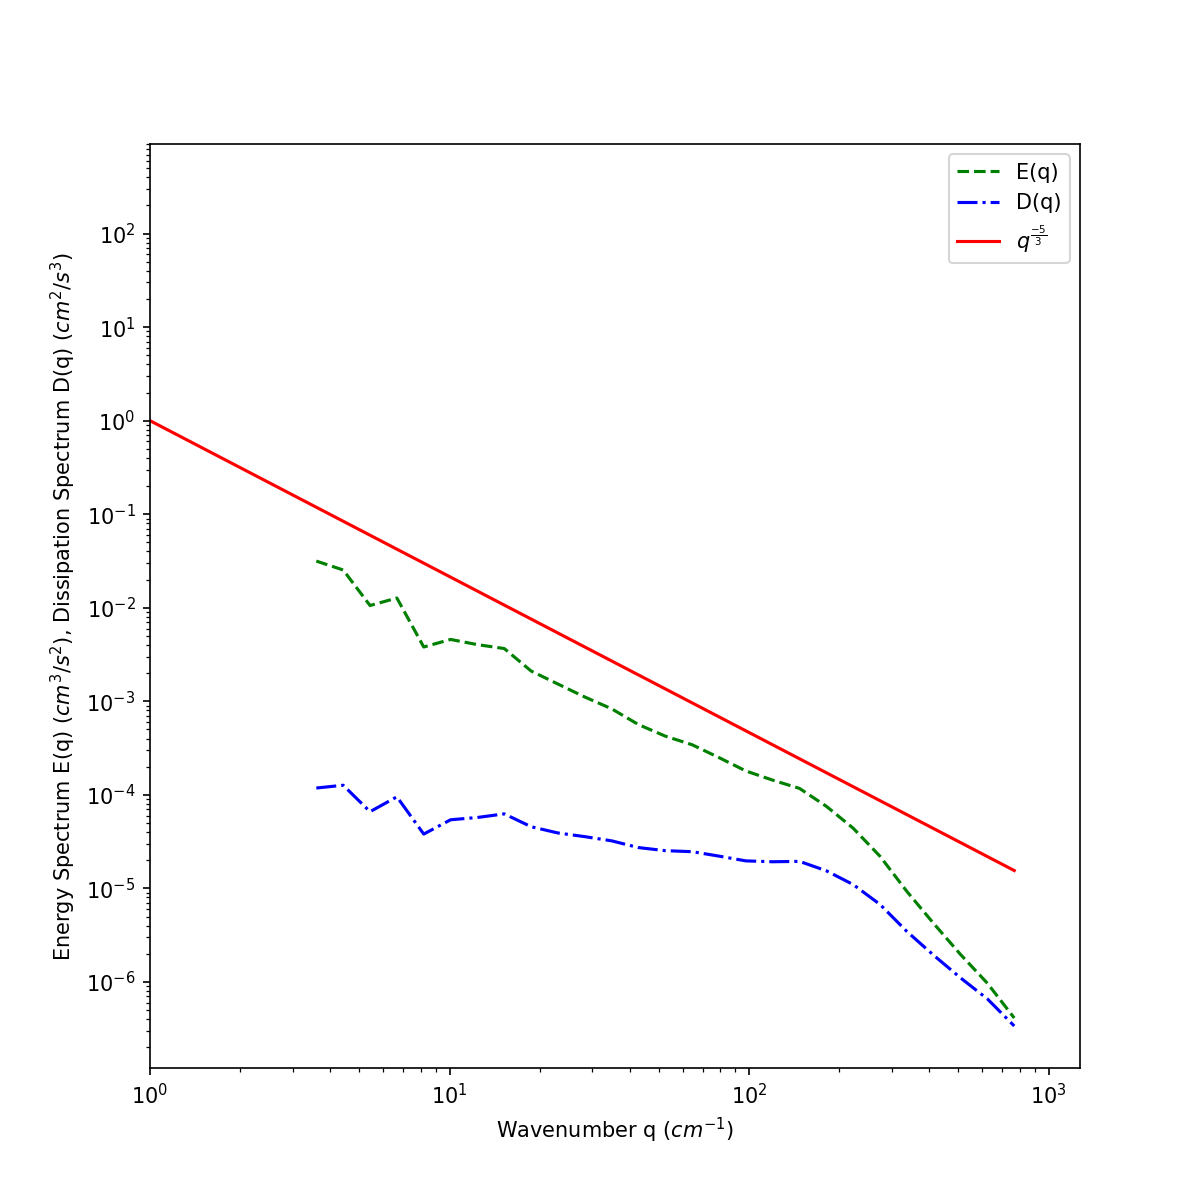 E(q)
D(q)
$q^{\frac{-5}{3}}$
Energy Spectrum E(q) ($cm^3/s^2$), Dissipation Spectrum D(q) ($cm^2/s^3$)
$10^2$
$10^1$
$10^0$
$10^{-1}$
$10^{-2}$
$10^{-3}$
$10^{-4}$
$10^{-5}$
$10^{-6}$
$10^0$ $10^1$ $10^2$ $10^3$
Wavenumber q ($cm^{-1}$)